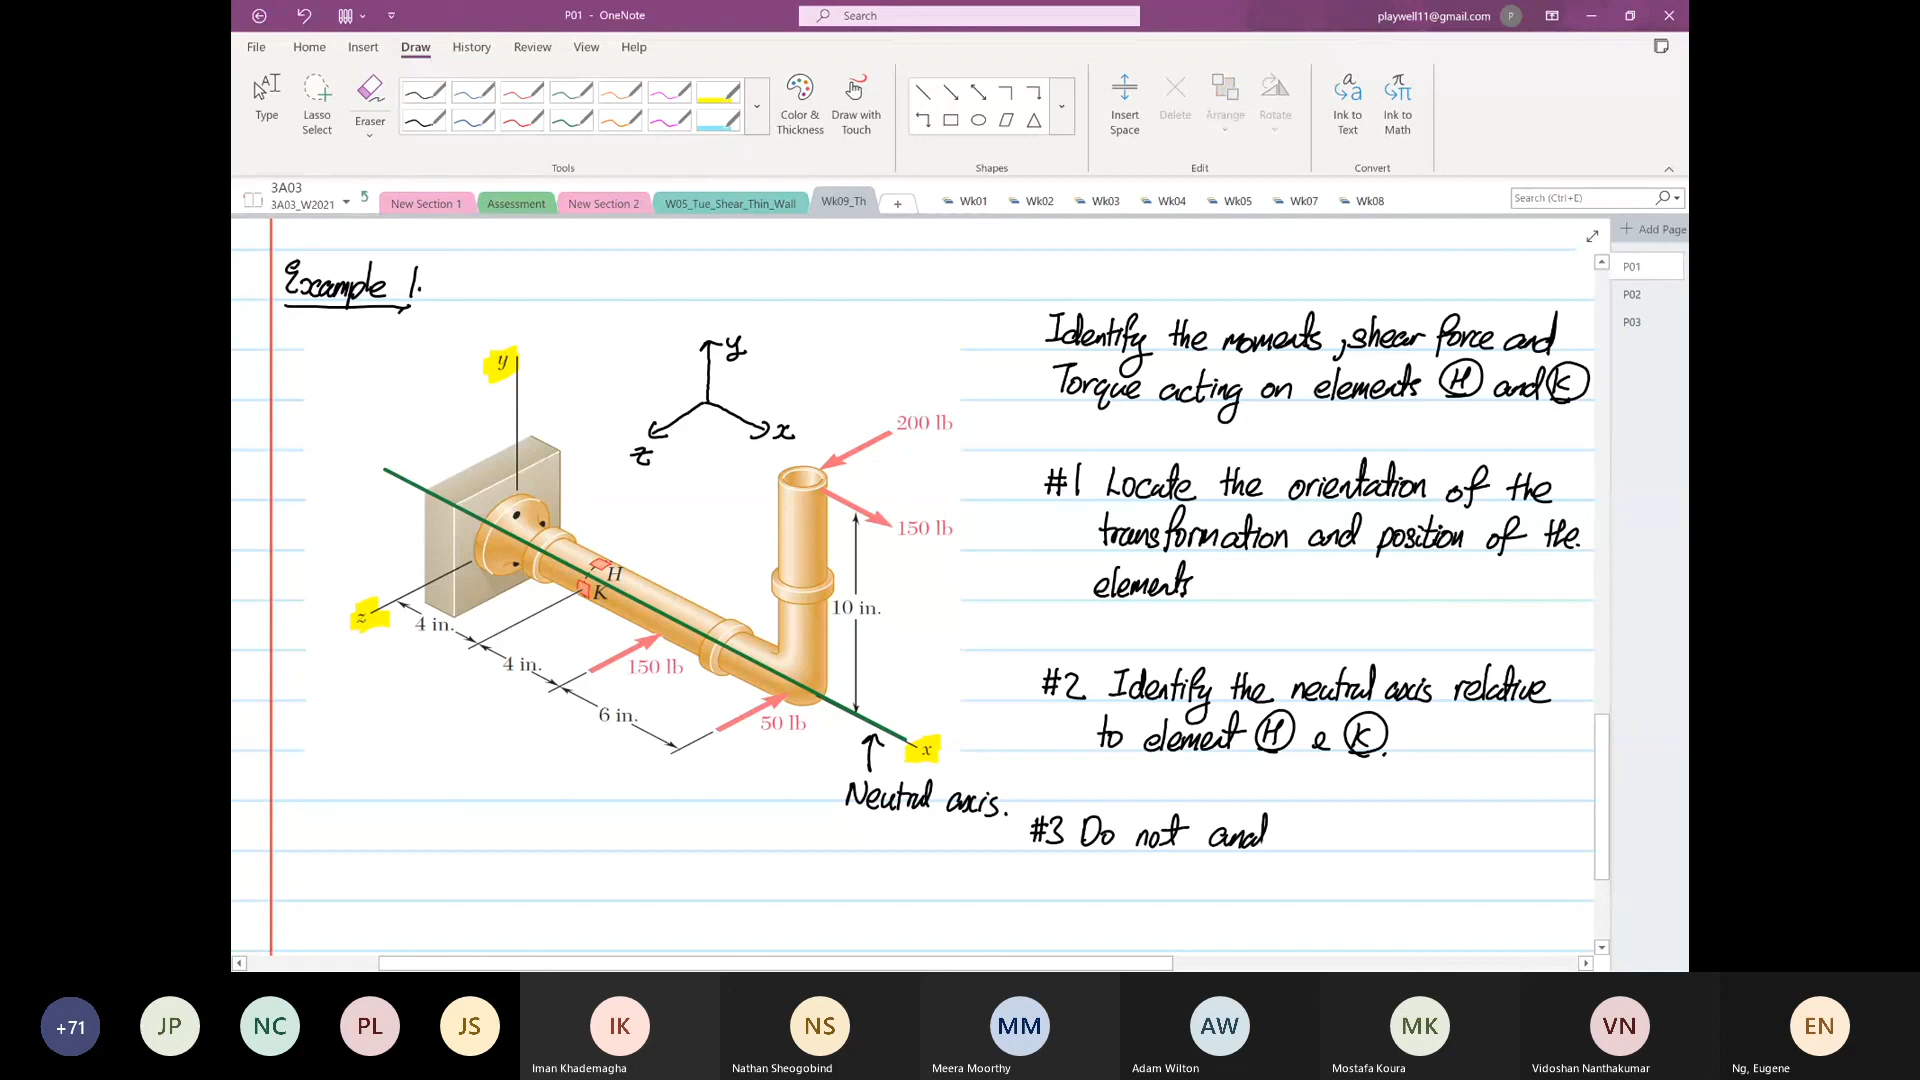 P01 - OneNote
Search
playwell11@gmail.com
P
File Home Insert Draw History Review View Help
Type
Lasso Select
Eraser
Color & Thickness
Draw with Touch
Insert Space
Delete
Arrange
Rotate
Ink to Text
Ink to Math
Tools
Shapes
Edit
Convert
3A03
3A03_W2021
New Section 1
Assessment
New Section 2
W05_Tue_Shear_Thin_Wall
Wk09_Th
+
Wk01
Wk02
Wk03
Wk04
Wk05
Wk07
Wk08
Search (Ctrl+E)
Add Page
P01
P02
P03
Example 1.
y
y
x
z
200 lb
150 lb
H
K
z
4 in.
4 in.
150 lb
10 in.
6 in.
50 lb
x
Neutral axis.
Identify the moments, shear force and
Torque acting on elements H and K
#1 Locate the orientation of the
transformation and position of the.
elements
#2 Identify the neutral axis relative
to element H e K.
#3 Do not anal
+71
JP
NC
PL
JS
IK
NS
MM
AW
MK
VN
EN
Iman Khademagha
Nathan Sheogobind
Meera Moorthy
Adam Wilton
Mostafa Koura
Vidoshan Nanthakumar
Ng, Eugene